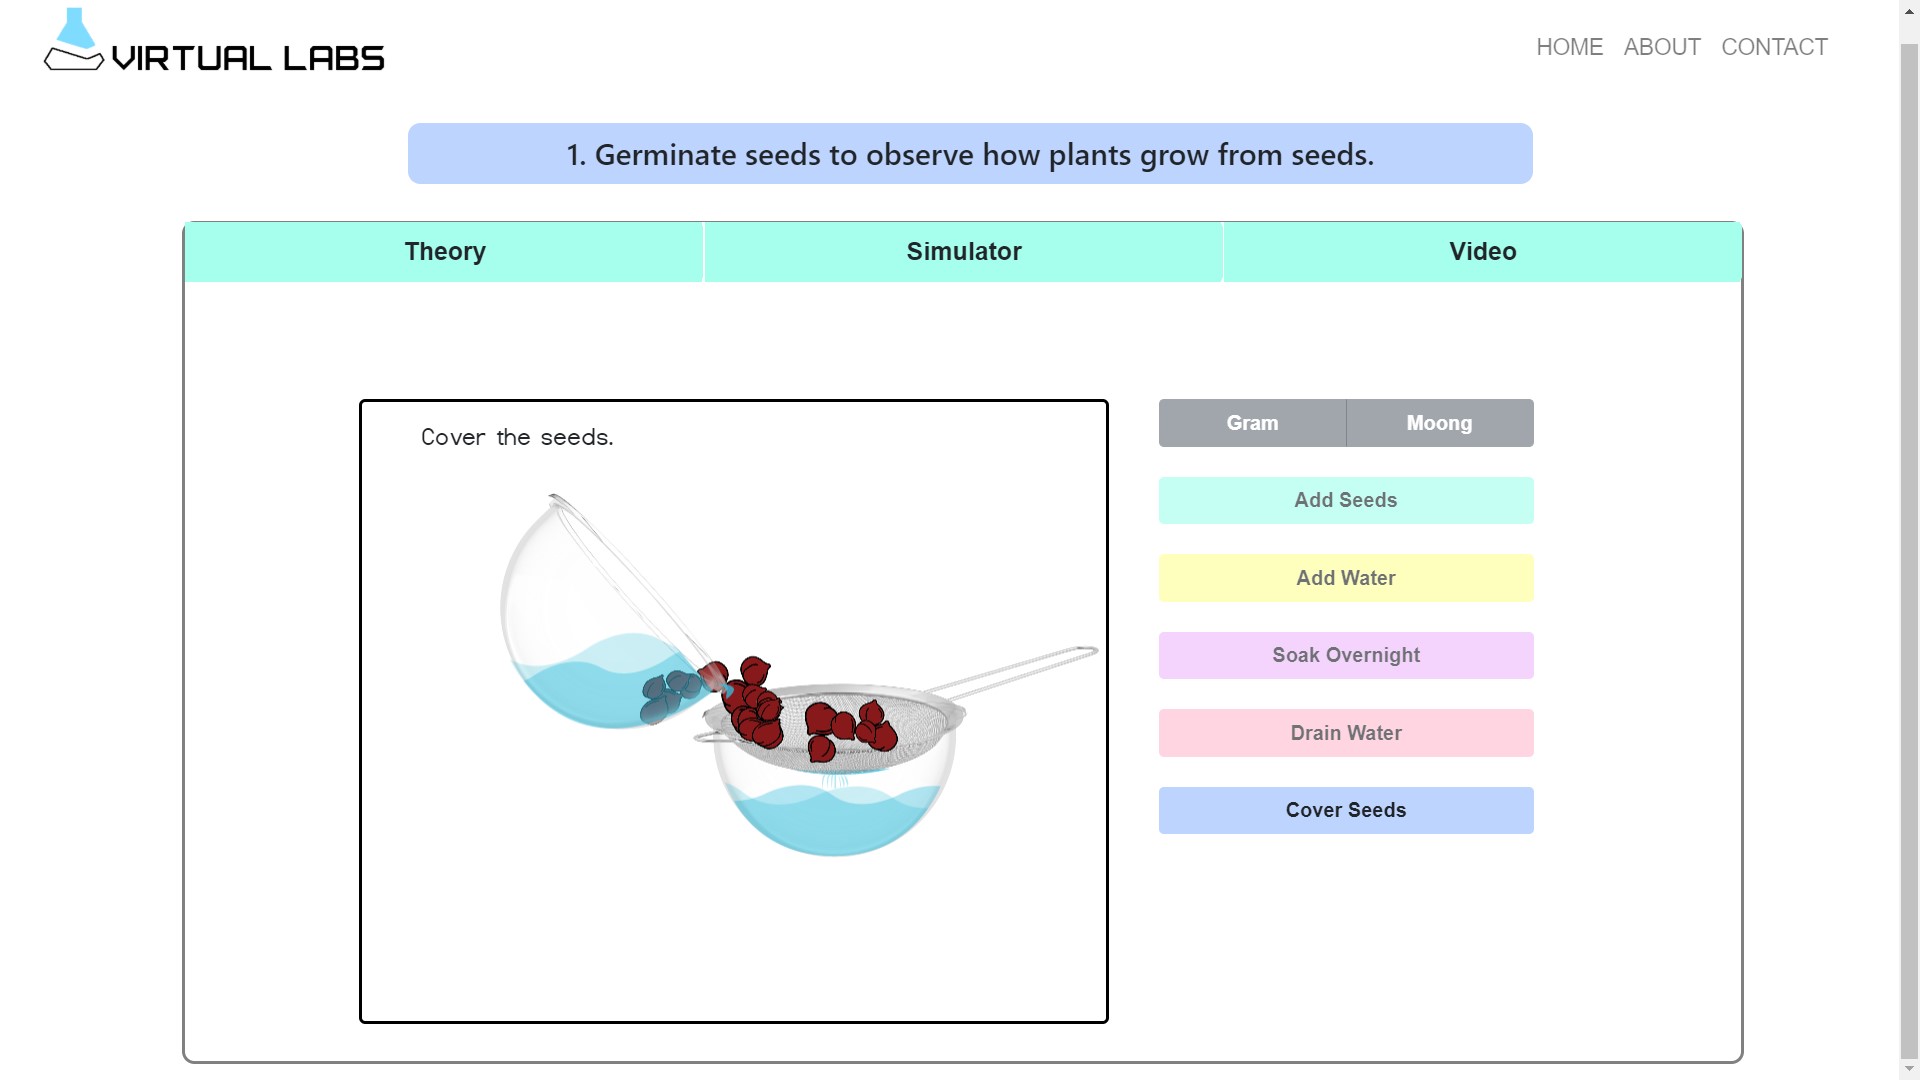 VIRTUAL LABS
HOME ABOUT CONTACT
1. Germinate seeds to observe how plants grow from seeds.
Theory Simulator Video
Cover the seeds.
Gram Moong
Add Seeds
Add Water
Soak Overnight
Drain Water
Cover Seeds